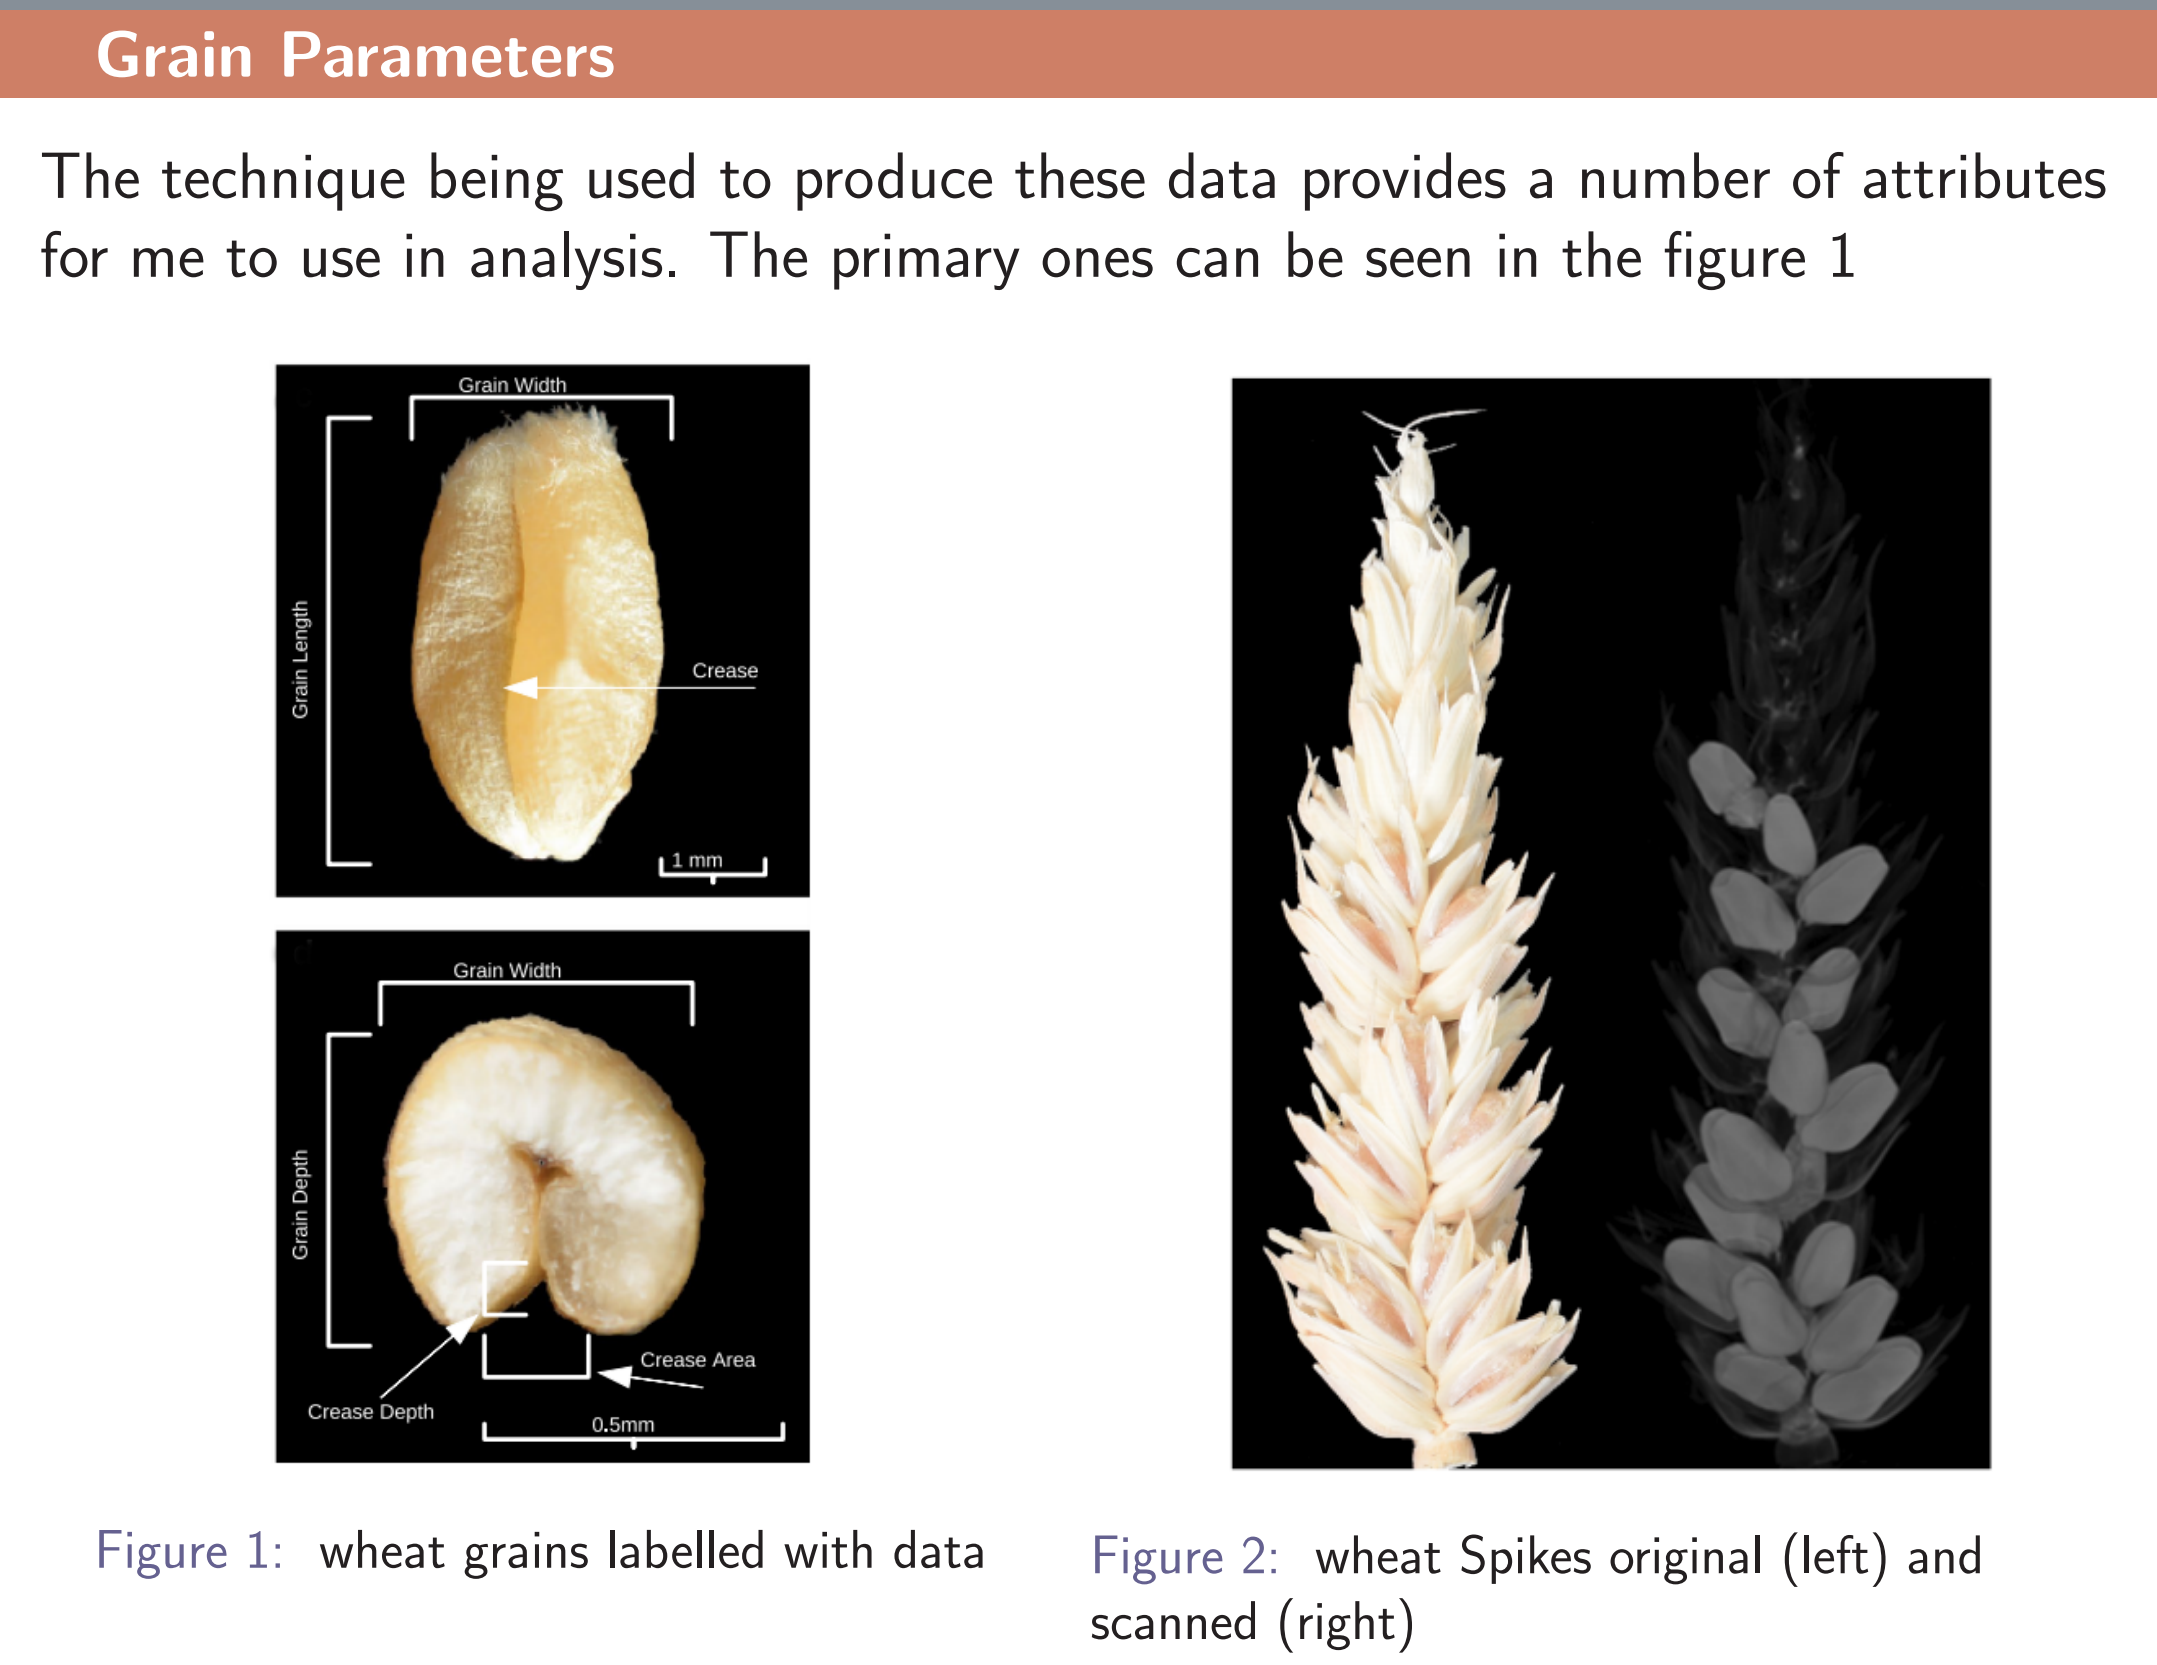 Grain Parameters
The technique being used to produce these data provides a number of attributes
for me to use in analysis. The primary ones can be seen in the figure 1
Grain Width
Grain Length
Crease
1 mm
Grain Width
Grain Depth
Crease Area
Crease Depth
0.5mm
Figure 1: wheat grains labelled with data
Figure 2: wheat Spikes original (left) and
scanned (right)